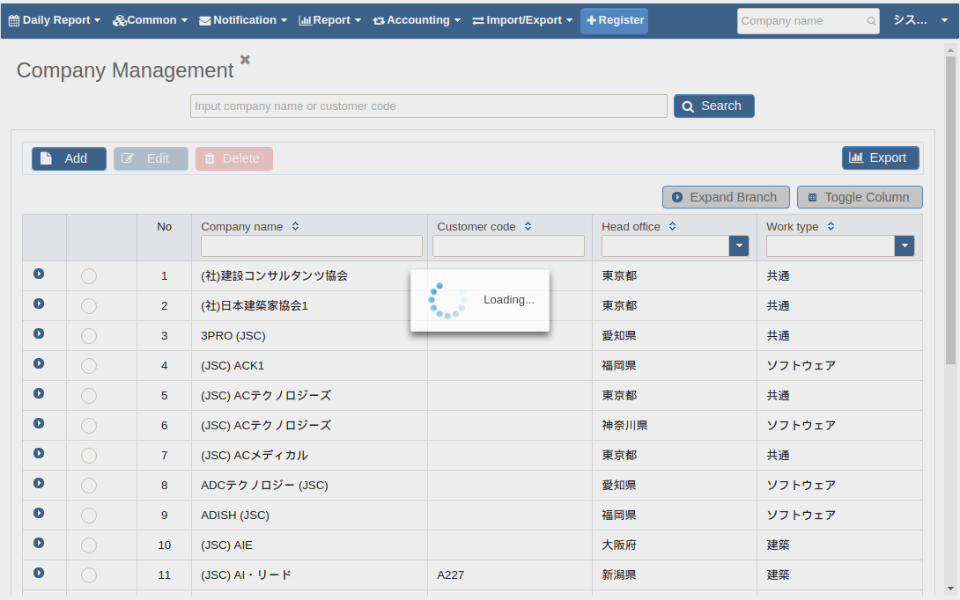 Daily Report Common Notification Report Accounting Import/Export Register Company name シス...
Company Management
Input company name or customer code Search
Add Edit Delete Export
Expand Branch Toggle Column
No Company name Customer code Head office Work type
1 (社)建設コンサルタンツ協会 東京都 共通
Loading...
2 (社)日本建築家協会1 東京都 共通
3 3PRO (JSC) 愛知県 共通
4 (JSC) ACK1 福岡県 ソフトウェア
5 (JSC) ACテクノロジーズ 東京都 共通
6 (JSC) ACテクノロジーズ 神奈川県 ソフトウェア
7 (JSC) ACメディカル 東京都 共通
8 ADCテクノロジー (JSC) 愛知県 ソフトウェア
9 ADISH (JSC) 福岡県 ソフトウェア
10 (JSC) AIE 大阪府 建築
11 (JSC) AI・リード A227 新潟県 建築